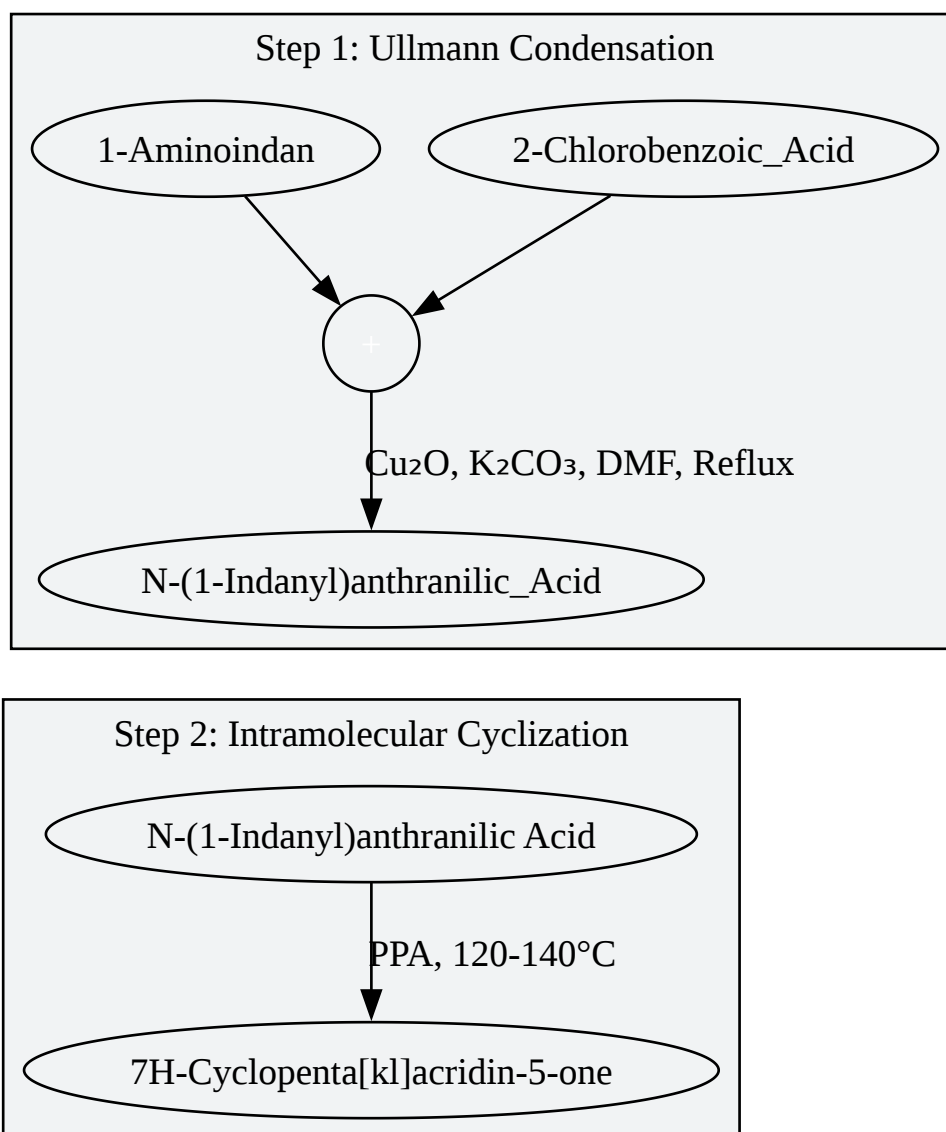 Step 1: Ullmann Condensation
1-Aminoindan
2-Chlorobenzoic_Acid
+
Cu₂O, K₂CO₃, DMF, Reflux
N-(1-Indanyl)anthranilic_Acid
Step 2: Intramolecular Cyclization
N-(1-Indanyl)anthranilic Acid
PPA, 120-140°C
7H-Cyclopenta[kl]acridin-5-one